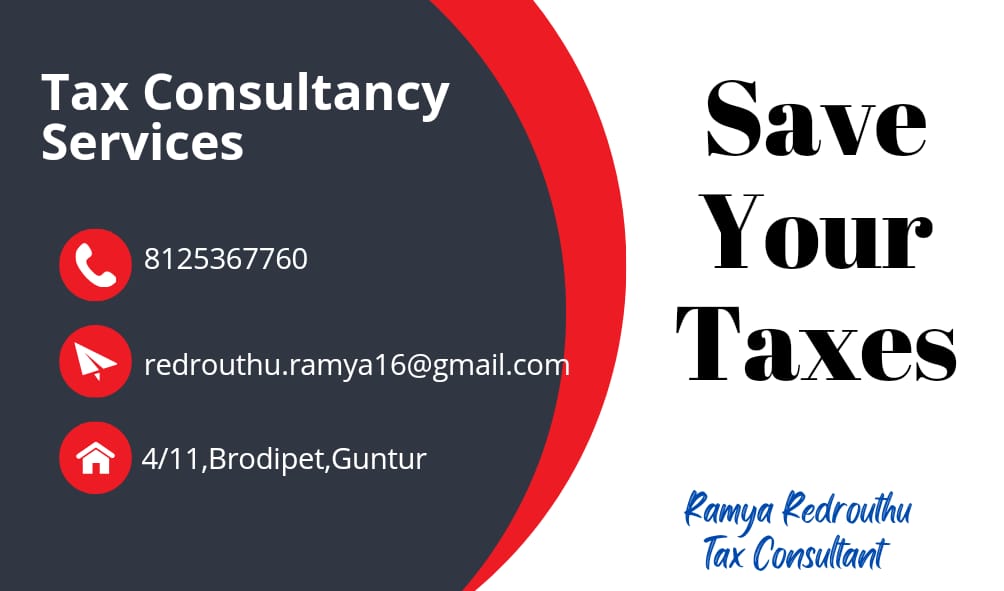 Tax Consultancy
Services
8125367760
redrouthu.ramya16@gmail.com
4/11,Brodipet,Guntur
Save
Your
Taxes
Ramya Redrouthu
Tax Consultant